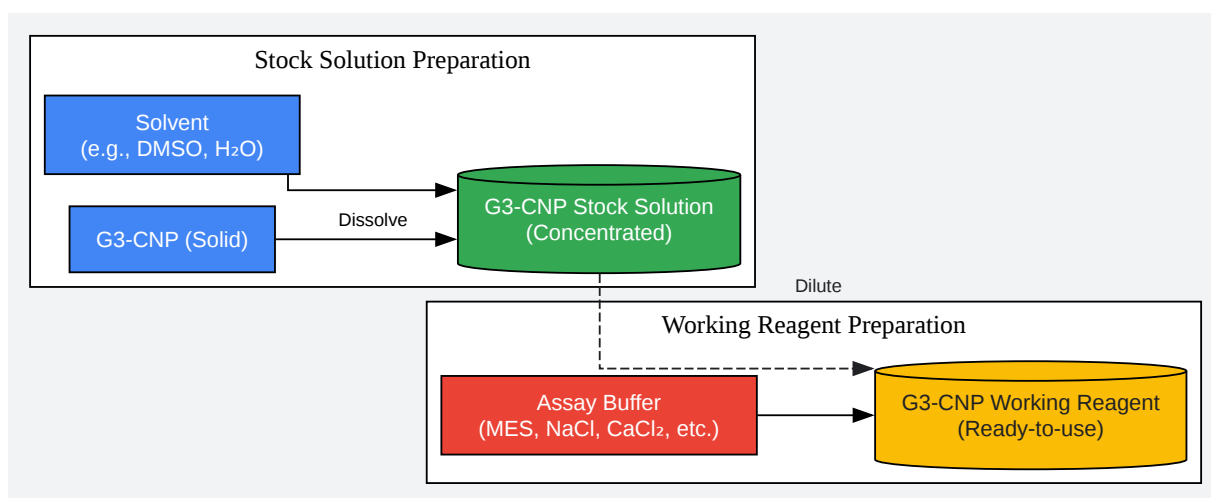 Stock Solution Preparation
Solvent
(e.g., DMSO, H₂O)
G3-CNP (Solid)
Dissolve
G3-CNP Stock Solution
(Concentrated)
Dilute
Working Reagent Preparation
Assay Buffer
(MES, NaCl, CaCl₂, etc.)
G3-CNP Working Reagent
(Ready-to-use)